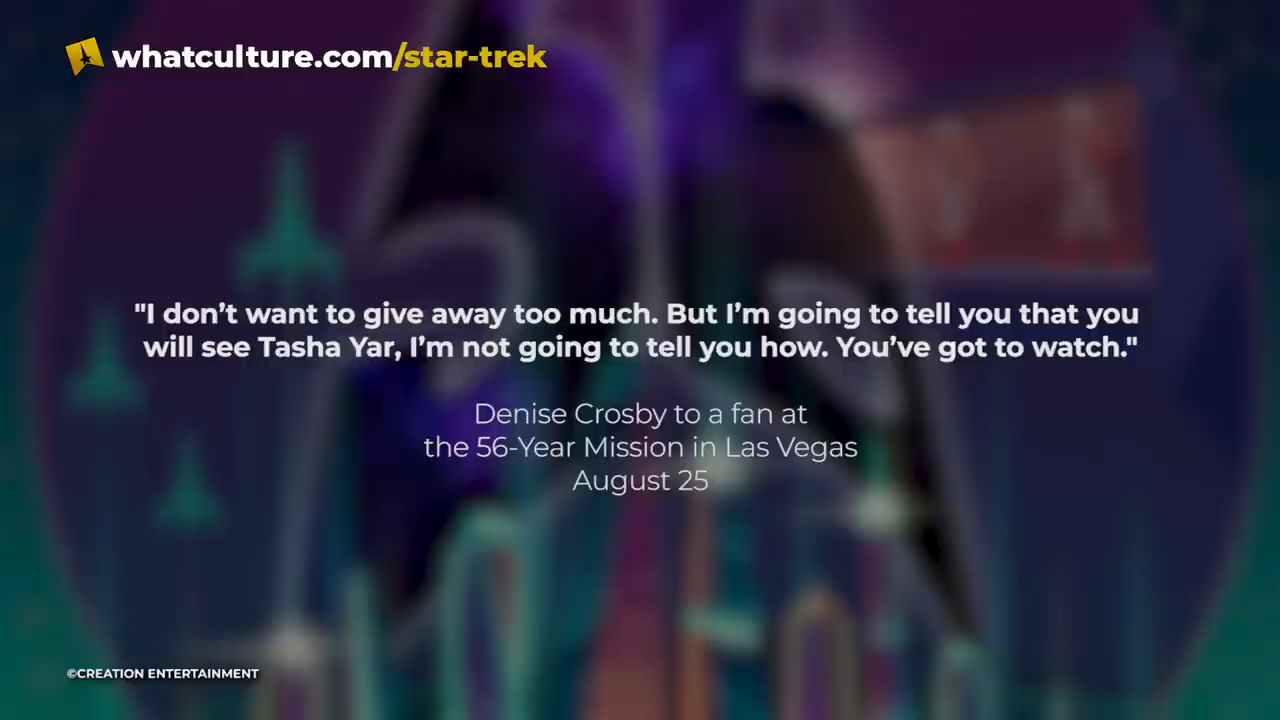 whatculture.com/star-trek
"I don’t want to give away too much. But I’m going to tell you that you
will see Tasha Yar, I’m not going to tell you how. You’ve got to watch."
Denise Crosby to a fan at
the 56-Year Mission in Las Vegas
August 25
©CREATION ENTERTAINMENT